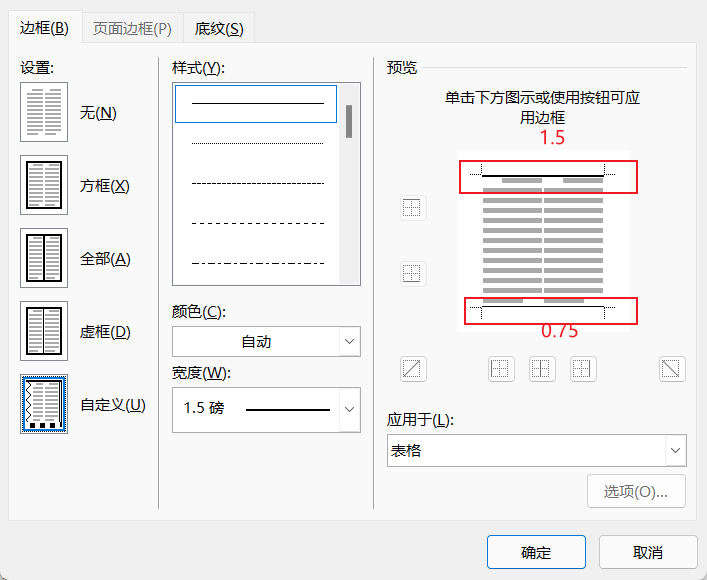 边框(B)
页面边框(P)
底纹(S)
设置:
无(N)
方框(X)
全部(A)
虚框(D)
自定义(U)
样式(Y):
颜色(C):
自动
宽度(W):
1.5 磅
预览
单击下方图示或使用按钮可应
用边框
1.5
0.75
应用于(L):
表格
选项(O)...
确定
取消